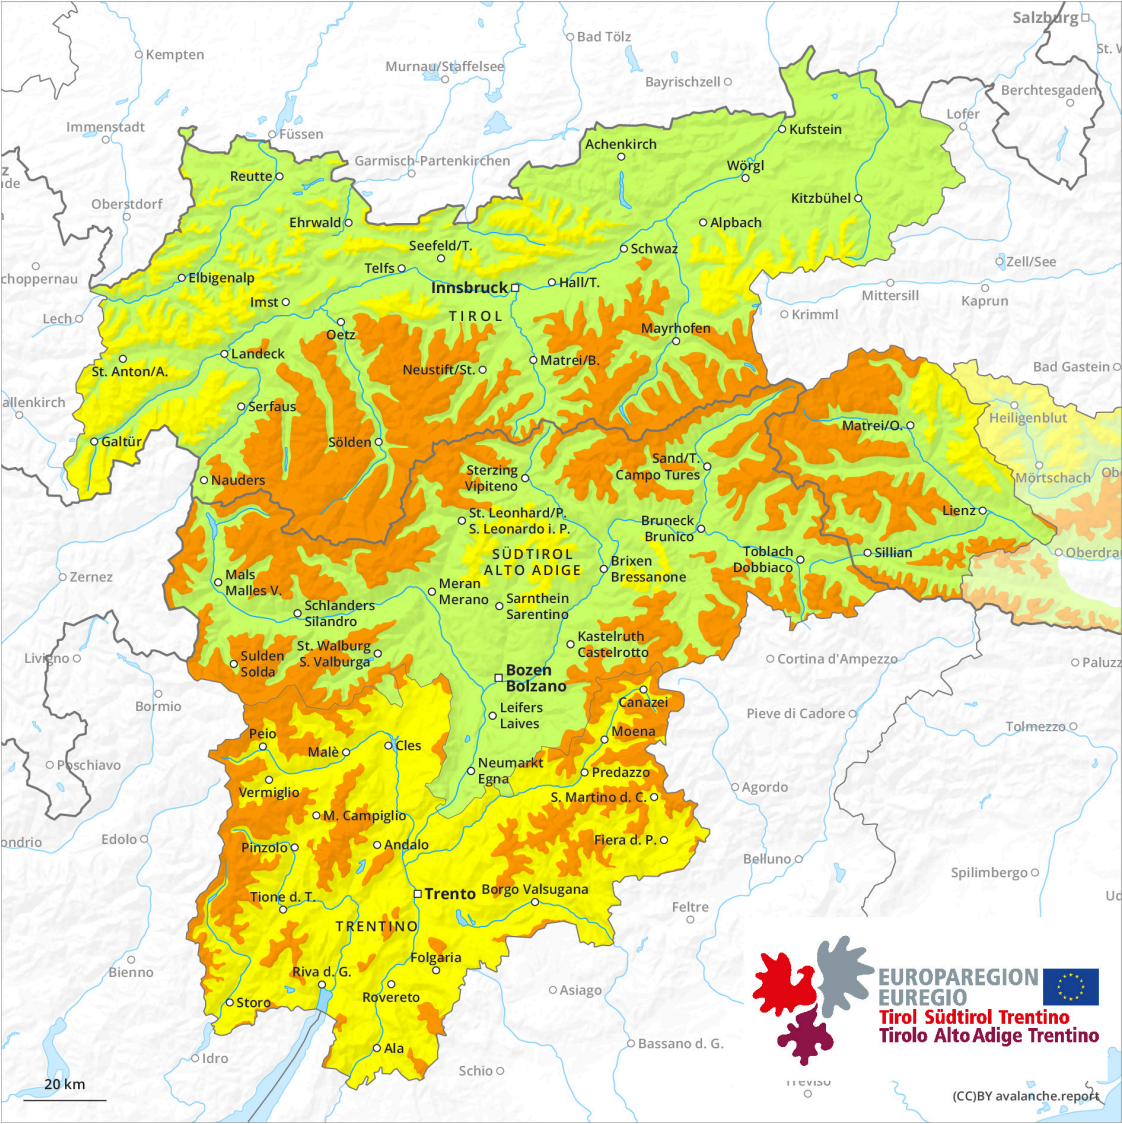 Salzburg
Kempten
Bad Tölz
St. W
Murnau/Staffelsee
Bayrischzell
Berchtesgaden
Immenstadt
Füssen
Kufstein
Lofer
Achenkirch
Garmisch-Partenkirchen
Wörgl
Reutte
Kitzbühel
Oberstdorf
Ehrwald
Alpbach
Seefeld/T.
Schwaz
Zell/See
choppernau
Elbigenalp
Telfs
Innsbruck
Hall/T.
Mittersill
Kaprun
Imst
Lech
TIROL
Krimml
Oetz
Mayrhofen
Landeck
Matrei/B.
St. Anton/A.
Neustift/St.
Bad Gastein
allenkirch
Serfaus
Heiligenblut
Galtür
Sölden
Matrei/O.
Sand/T.
Campo Tures
Sterzing
Vipiteno
Nauders
Mörtschach
Ob
St. Leonhard/P.
S. Leonardo i. P.
Lienz
Bruneck
Brunico
SÜDTIROL
ALTO ADIGE
Toblach
Dobbiaco
Sillian
Oberdrau
Brixen
Bressanone
Zernez
Mals
Malles V.
Meran
Merano
Sarnthein
Sarentino
Schlanders
Silandro
Kastelruth
Castelrotto
St. Walburg
S. Valburga
Livigno
Sulden
Solda
Cortina d'Ampezzo
Paluzz
Bozen
Bolzano
Bormio
Canazei
Leifers
Laives
Pieve di Cadore
Tolmezzo
Peio
Moena
Malè
Cles
Poschiavo
Neumarkt
Egna
Predazzo
Vermiglio
Agordo
S. Martino d. C.
M. Campiglio
Edolo
ondrio
Pinzolo
Andalo
Fiera d. P.
Belluno
Spilimbergo
Trento
Borgo Valsugana
Tione d. T.
Feltre
TRENTINO
Bienno
Folgaria
Riva d. G.
EUROPAREGION
EUREGIO
Tirol Südtirol Trentino
Tirolo Alto Adige Trentino
Asiago
Rovereto
Storo
Ala
Bassano d. G.
Idro
Schio
Treviso
20 km
(CC)BY avalanche.report